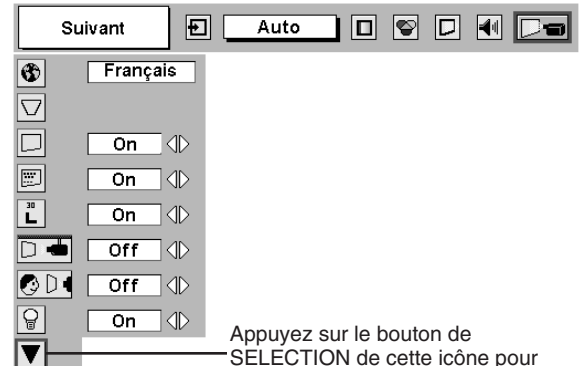 Suivant Auto
Français
On
On
30
L On
Off
Off
On
Appuyez sur le bouton de
SELECTION de cette icône pour